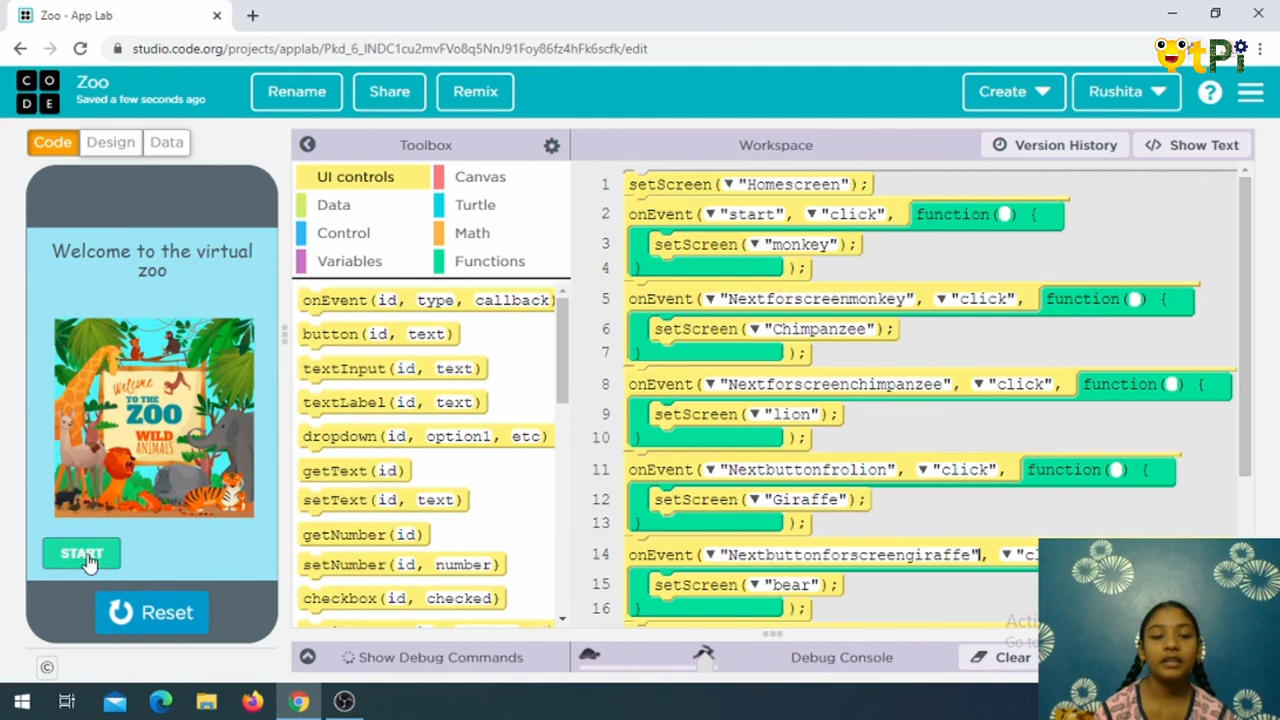 Zoo - App Lab
studio.code.org/projects/applab/Pkd_6_lNDC1cu2mvFVo8q5NnJ91Foy86fz4hFk6scfk/edit
OtPi
CO
DE
Zoo
Saved a few seconds ago
Rename
Share
Remix
Create
Rushita
?
Code
Design
Data
Toolbox
Workspace
Version History
</> Show Text
Welcome to the virtual
zoo
Welcome
TO THE
ZOO
WILD
ANIMALS
START
Reset
©
UI controls
Canvas
Data
Turtle
Control
Math
Variables
Functions
onEvent(id, type, callback)
button(id, text)
textInput(id, text)
textLabel(id, text)
dropdown(id, option1, etc)
getText(id)
setText(id, text)
getNumber(id)
setNumber(id, number)
checkbox(id, checked)
1 setScreen(▼"Homescreen");
2 onEvent(▼"start", ▼"click", function() {
3 setScreen(▼"monkey");
4 } );
5 onEvent(▼"Nextforscreenmonkey", ▼"click", function() {
6 setScreen(▼"Chimpanzee");
7 } );
8 onEvent(▼"Nextforscreenchimpanzee", ▼"click", function() {
9 setScreen(▼"lion");
10 } );
11 onEvent(▼"Nextbuttonfrolion", ▼"click", function() {
12 setScreen(▼"Giraffe");
13 } );
14 onEvent(▼"Nextbuttonforscreengiraffe", ▼"cl
15 setScreen(▼"bear");
16 } );
Show Debug Commands
Debug Console
Clear